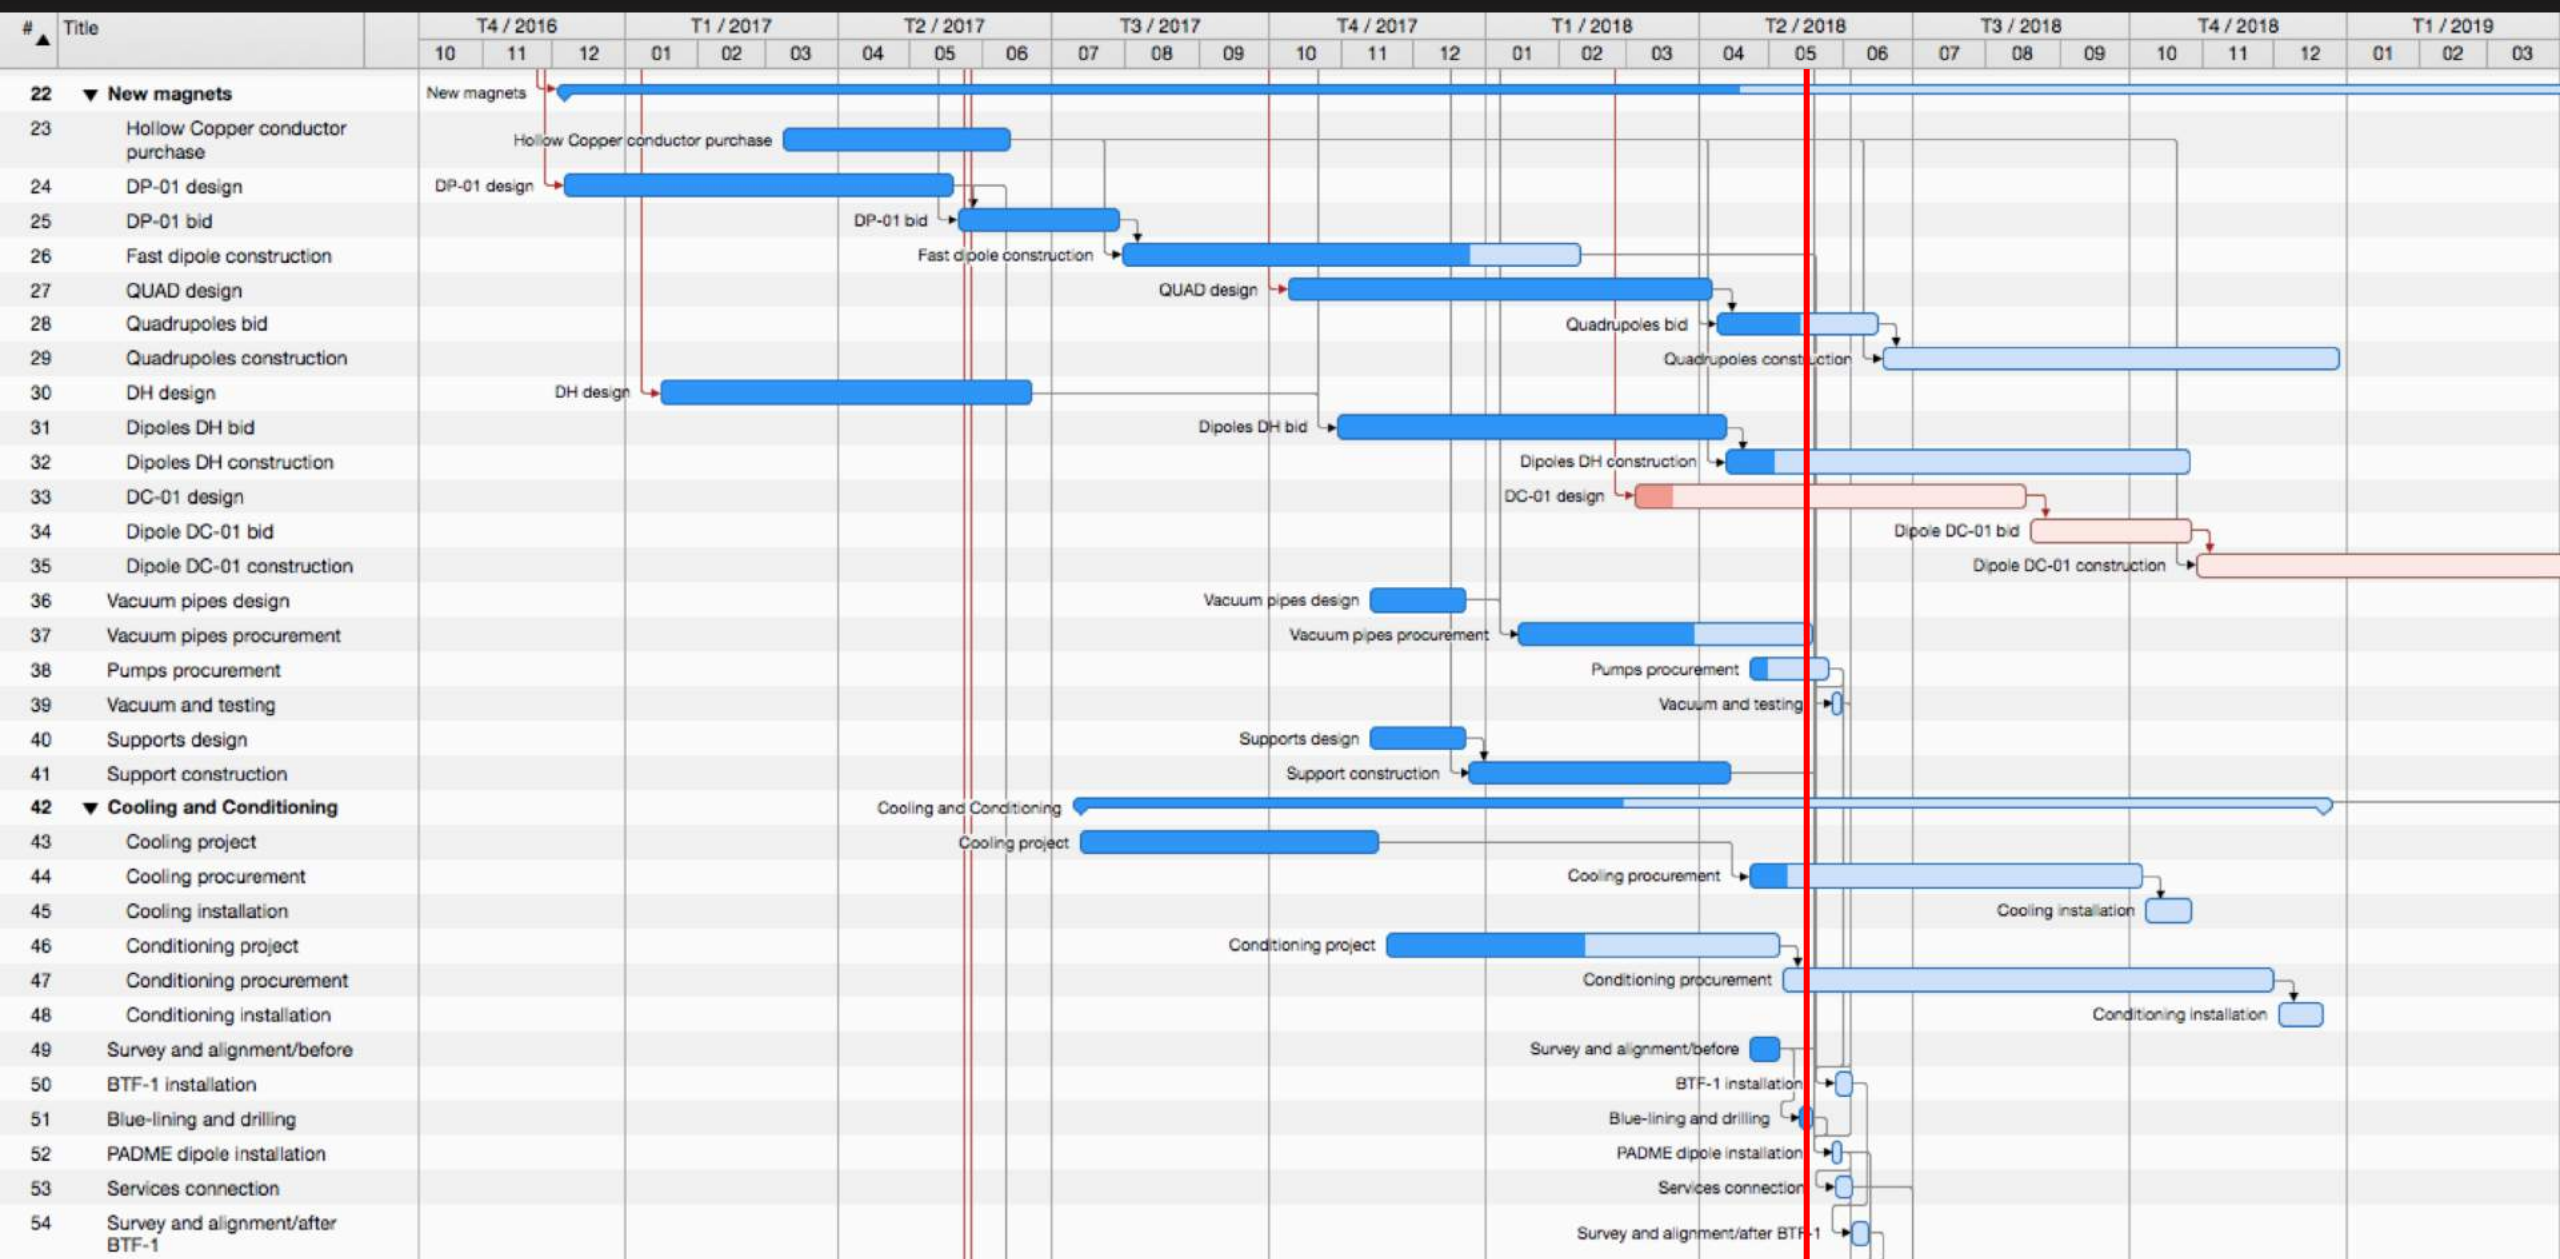 # Title T4 / 2016 T1 / 2017 T2 / 2017 T3 / 2017 T4 / 2017 T1 / 2018 T2 / 2018 T3 / 2018 T4 / 2018 T1 / 2019
10 11 12 01 02 03 04 05 06 07 08 09 10 11 12 01 02 03 04 05 06 07 08 09 10 11 12 01 02 03
22 New magnets New magnets
23 Hollow Copper conductor
purchase Hollow Copper conductor purchase
24 DP-01 design DP-01 design
25 DP-01 bid DP-01 bid
26 Fast dipole construction Fast dipole construction
27 QUAD design QUAD design
28 Quadrupoles bid Quadrupoles bid
29 Quadrupoles construction Quadrupoles construction
30 DH design DH design
31 Dipoles DH bid Dipoles DH bid
32 Dipoles DH construction Dipoles DH construction
33 DC-01 design DC-01 design
34 Dipole DC-01 bid Dipole DC-01 bid
35 Dipole DC-01 construction Dipole DC-01 construction
36 Vacuum pipes design Vacuum pipes design
37 Vacuum pipes procurement Vacuum pipes procurement
38 Pumps procurement Pumps procurement
39 Vacuum and testing Vacuum and testing
40 Supports design Supports design
41 Support construction Support construction
42 Cooling and Conditioning Cooling and Conditioning
43 Cooling project Cooling project
44 Cooling procurement Cooling procurement
45 Cooling installation Cooling installation
46 Conditioning project Conditioning project
47 Conditioning procurement Conditioning procurement
48 Conditioning installation Conditioning installation
49 Survey and alignment/before Survey and alignment/before
50 BTF-1 installation BTF-1 installation
51 Blue-lining and drilling Blue-lining and drilling
52 PADME dipole installation PADME dipole installation
53 Services connection Services connection
54 Survey and alignment/after
BTF-1 Survey and alignment/after BTF-1